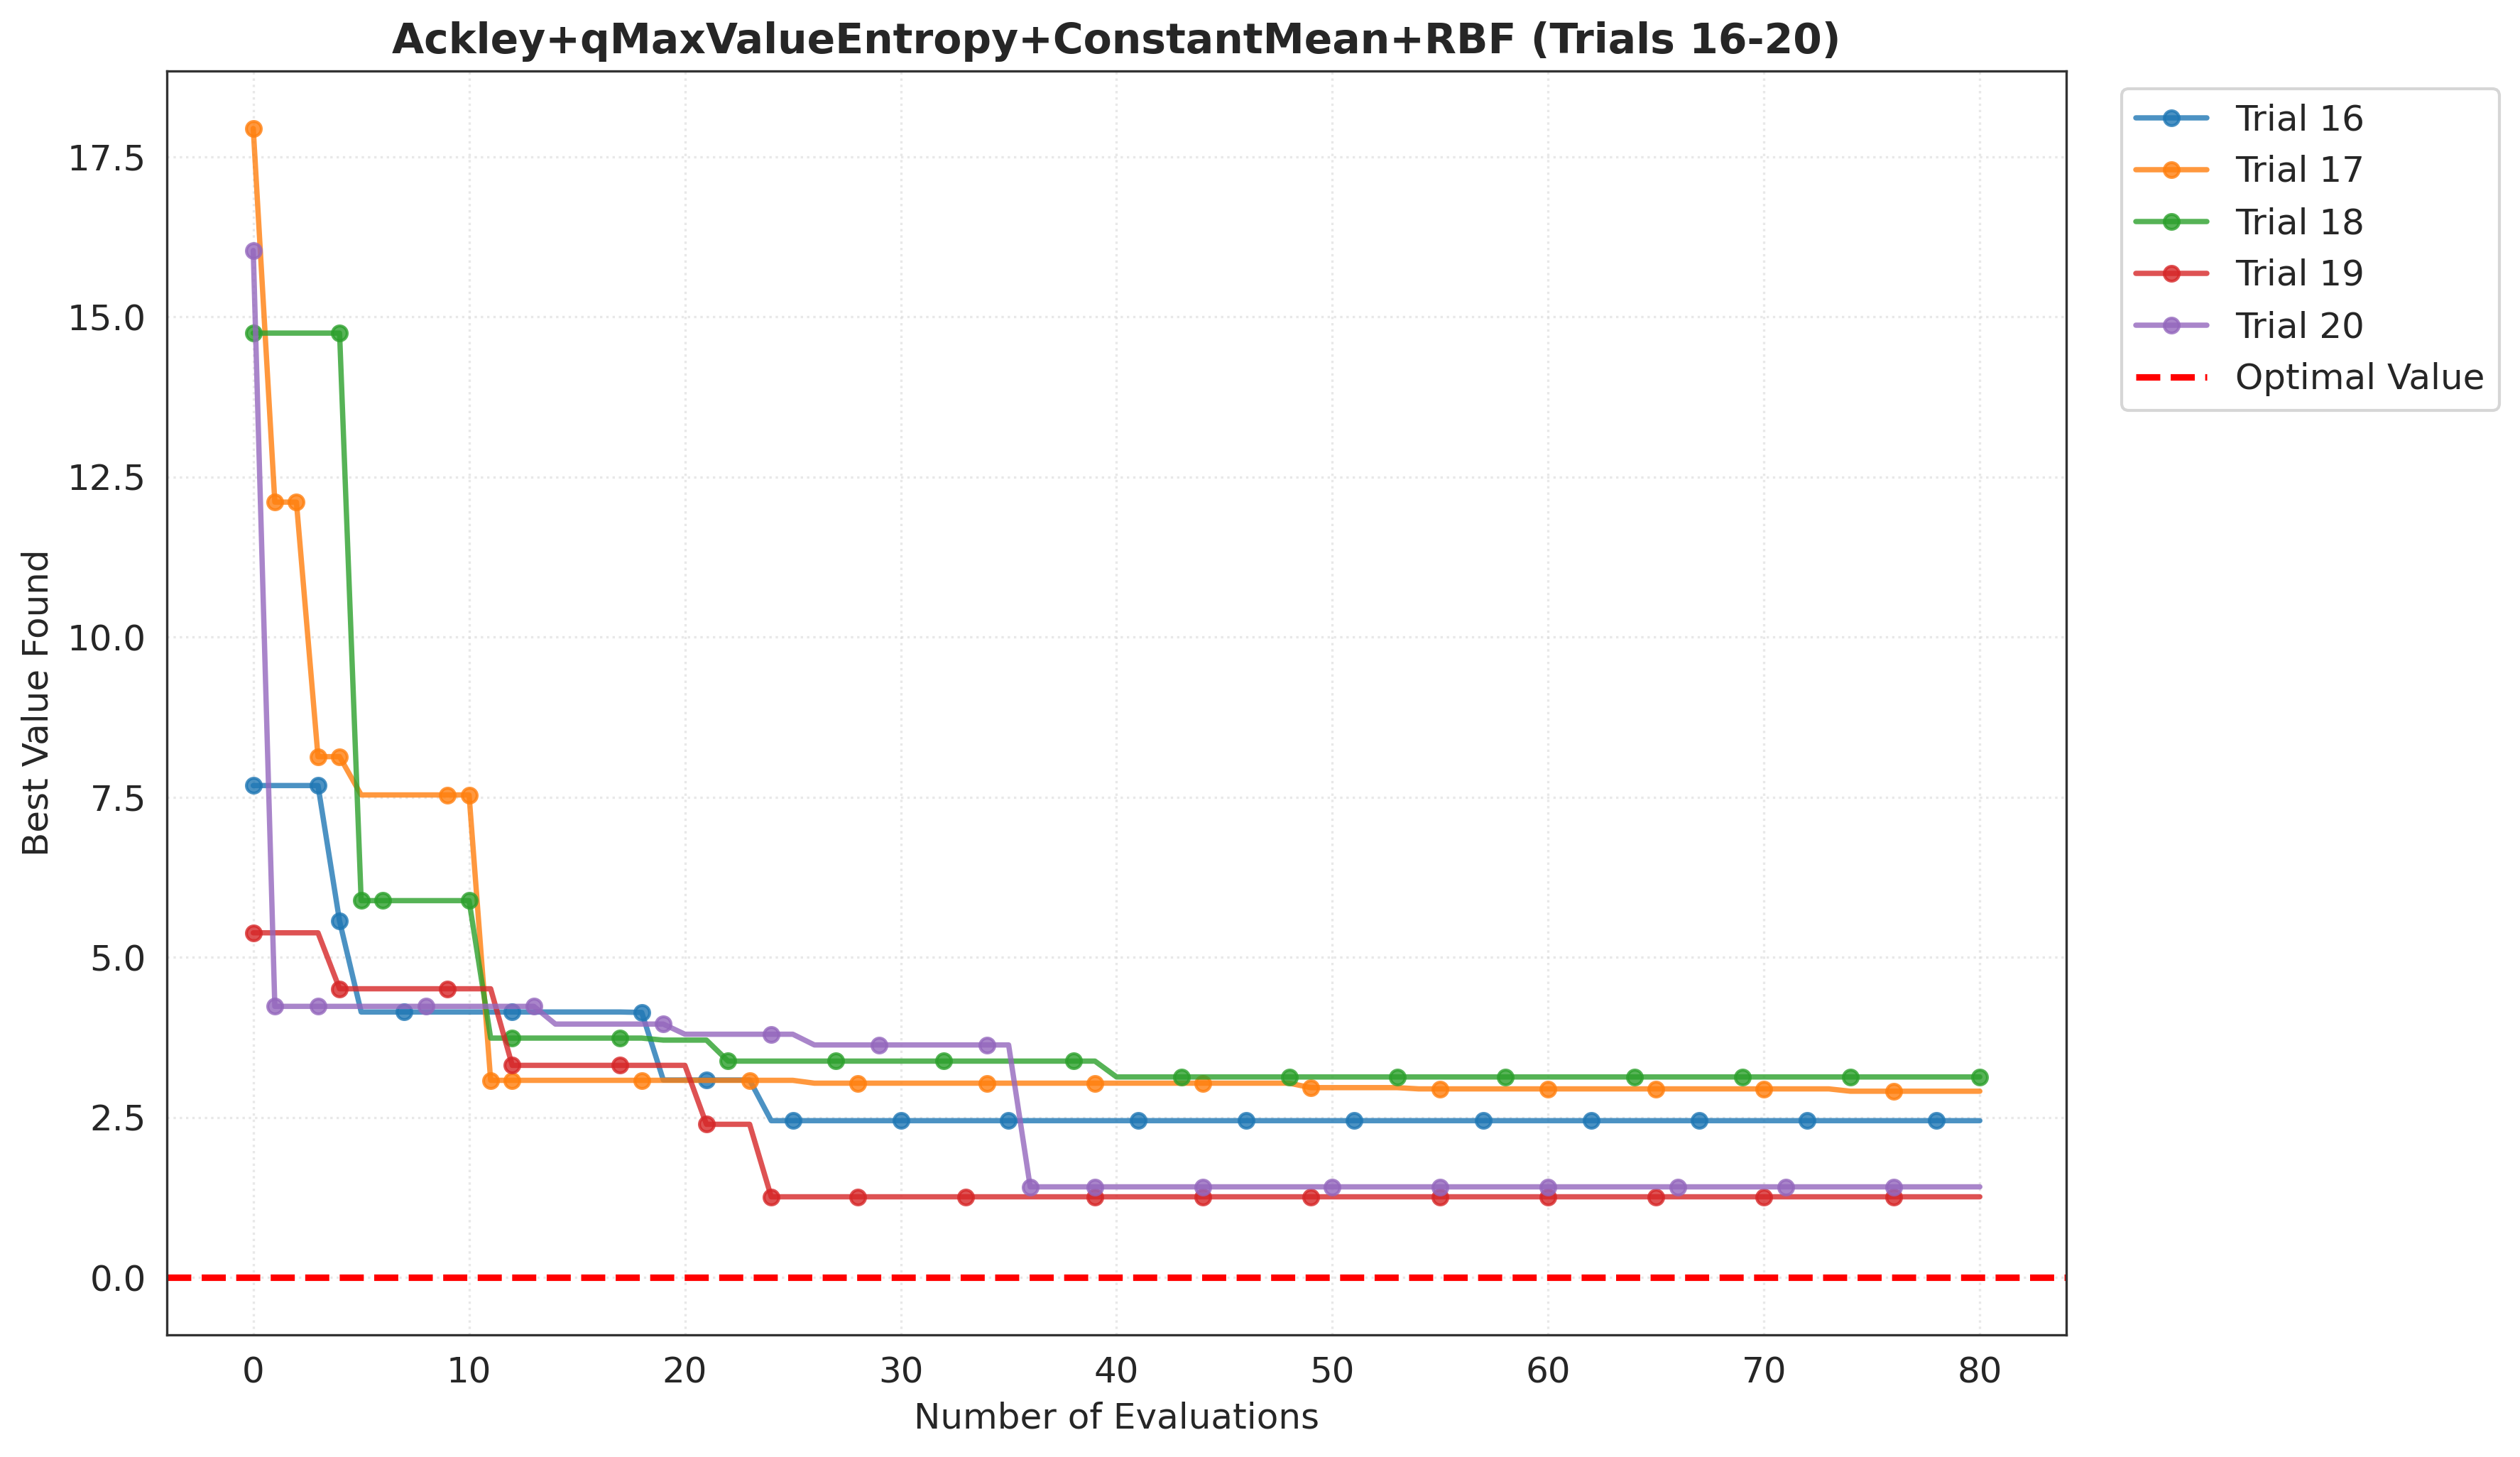 Ackley+qMaxValueEntropy+ConstantMean+RBF (Trials 16-20)
Trial 16
Trial 17
Trial 18
Trial 19
Trial 20
Optimal Value
Best Value Found
17.5
15.0
12.5
10.0
7.5
5.0
2.5
0.0
0 10 20 30 40 50 60 70 80
Number of Evaluations